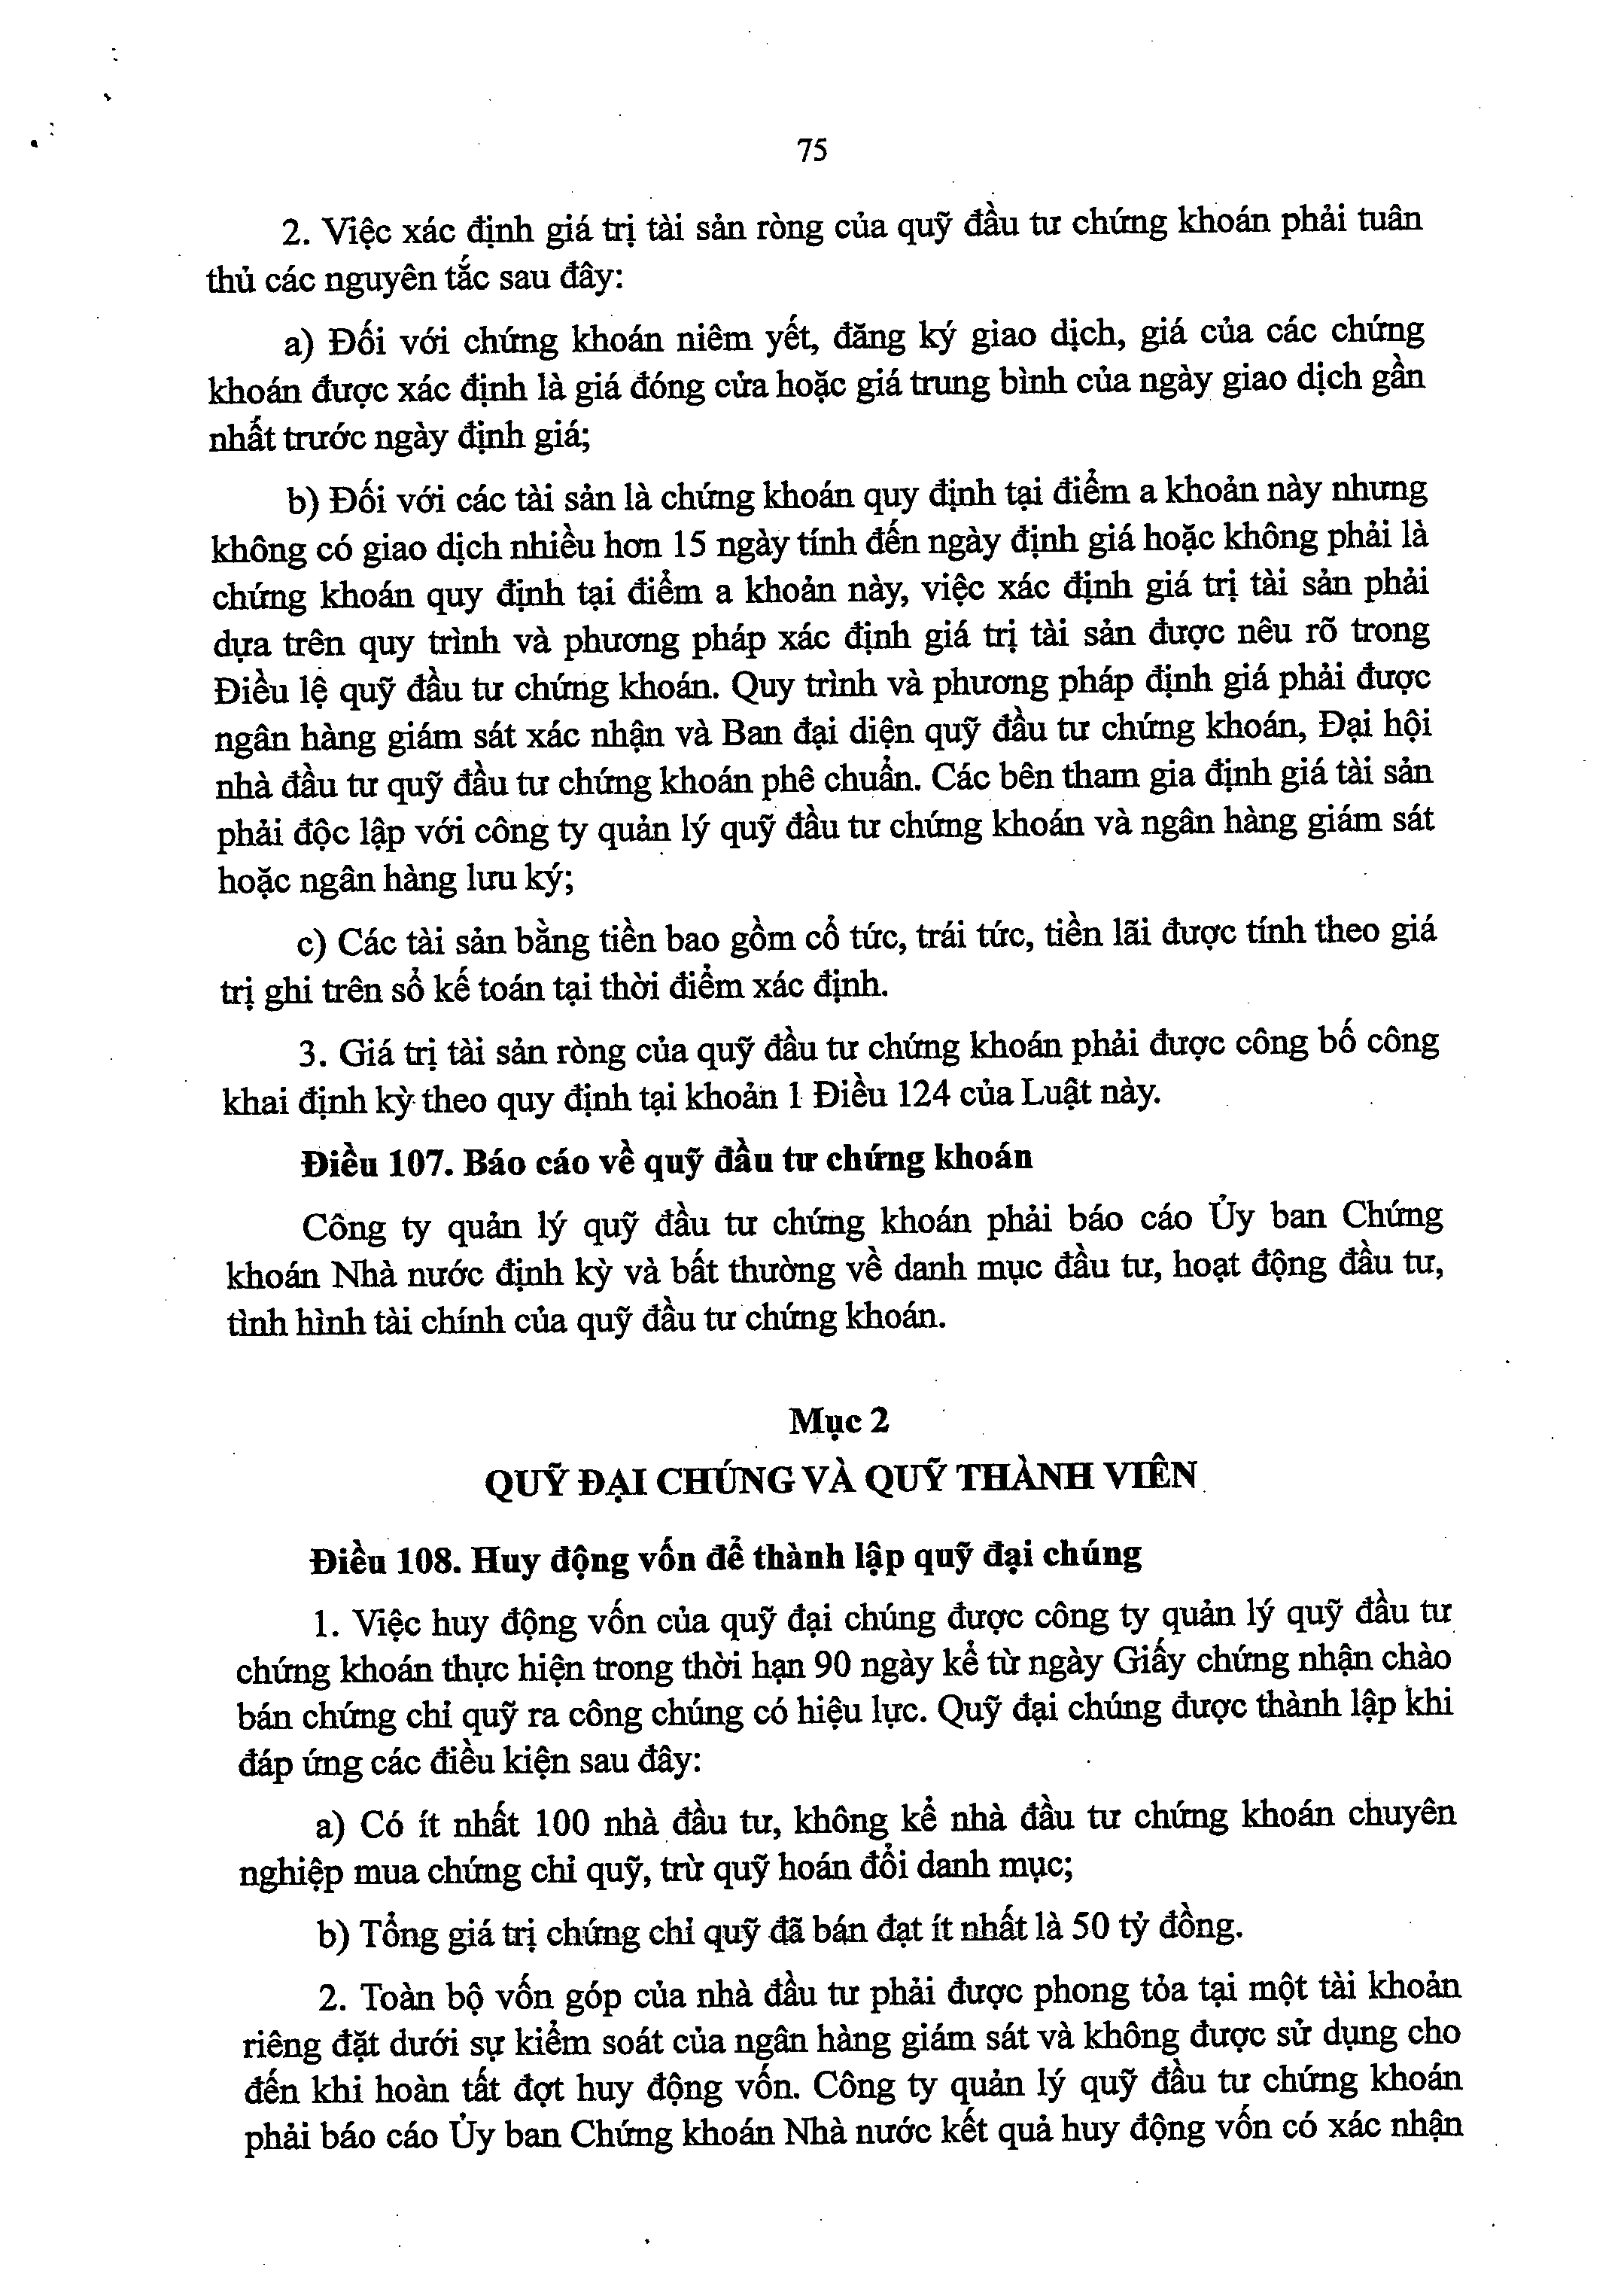 75
2. Việc xác định giá trị tài sản ròng của quỹ đầu tư chứng khoán phải tuân
thủ các nguyên tắc sau đây:
a) Đối với chứng khoán niêm yết, đăng ký giao dịch, giá của các chứng
khoán được xác định là giá đóng cửa hoặc giá trung bình của ngày giao dịch gần
nhất trước ngày định giá;
b) Đối với các tài sản là chứng khoán quy định tại điểm a khoản này nhưng
không có giao dịch nhiều hơn 15 ngày tính đến ngày định giá hoặc không phải là
chứng khoán quy định tại điểm a khoản này, việc xác định giá trị tài sản phải
dựa trên quy trình và phương pháp xác định giá trị tài sản được nêu rõ trong
Điều lệ quỹ đầu tư chứng khoán. Quy trình và phương pháp định giá phải được
ngân hàng giám sát xác nhận và Ban đại diện quỹ đầu tư chứng khoán, Đại hội
nhà đầu tư quỹ đầu tư chứng khoán phê chuẩn. Các bên tham gia định giá tài sản
phải độc lập với công ty quản lý quỹ đầu tư chứng khoán và ngân hàng giám sát
hoặc ngân hàng lưu ký;
c) Các tài sản bằng tiền bao gồm cổ tức, trái tức, tiền lãi được tính theo giá
trị ghi trên sổ kế toán tại thời điểm xác định.
3. Giá trị tài sản ròng của quỹ đầu tư chứng khoán phải được công bố công
khai định kỳ theo quy định tại khoản 1 Điều 124 của Luật này.
Điều 107. Báo cáo về quỹ đầu tư chứng khoán
Công ty quản lý quỹ đầu tư chứng khoán phải báo cáo Ủy ban Chứng
khoán Nhà nước định kỳ và bất thường về danh mục đầu tư, hoạt động đầu tư,
tình hình tài chính của quỹ đầu tư chứng khoán.
Mục 2
QUỸ ĐẠI CHÚNG VÀ QUỸ THÀNH VIÊN
Điều 108. Huy động vốn để thành lập quỹ đại chúng
1. Việc huy động vốn của quỹ đại chúng được công ty quản lý quỹ đầu tư
chứng khoán thực hiện trong thời hạn 90 ngày kể từ ngày Giấy chứng nhận chào
bán chứng chỉ quỹ ra công chúng có hiệu lực. Quỹ đại chúng được thành lập khi
đáp ứng các điều kiện sau đây:
a) Có ít nhất 100 nhà đầu tư, không kể nhà đầu tư chứng khoán chuyên
nghiệp mua chứng chỉ quỹ, trừ quỹ hoán đổi danh mục;
b) Tổng giá trị chứng chỉ quỹ đã bán đạt ít nhất là 50 tỷ đồng.
2. Toàn bộ vốn góp của nhà đầu tư phải được phong tỏa tại một tài khoản
riêng đặt dưới sự kiểm soát của ngân hàng giám sát và không được sử dụng cho
đến khi hoàn tất đợt huy động vốn. Công ty quản lý quỹ đầu tư chứng khoán
phải báo cáo Ủy ban Chứng khoán Nhà nước kết quả huy động vốn có xác nhận